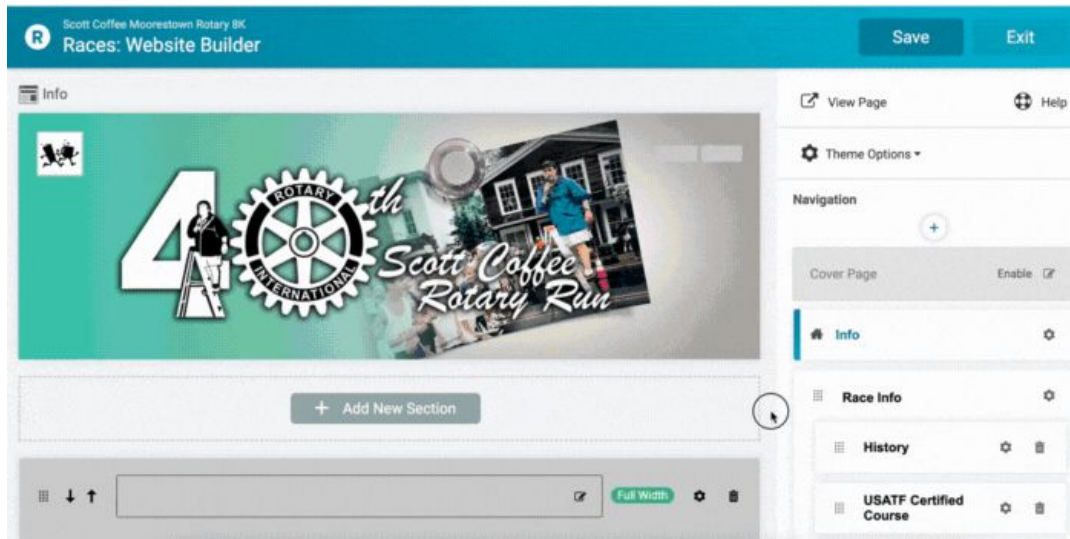 R
Scott Coffee Moorestown Rotary 8K
Races: Website Builder
Save
Exit
Info
40th
ROTARY
INTERNATIONAL
Scott Coffee
Rotary Run
+ Add New Section
Full Width
View Page
Help
Theme Options
Navigation
+
Cover Page
Enable
Info
Race Info
History
USATF Certified
Course